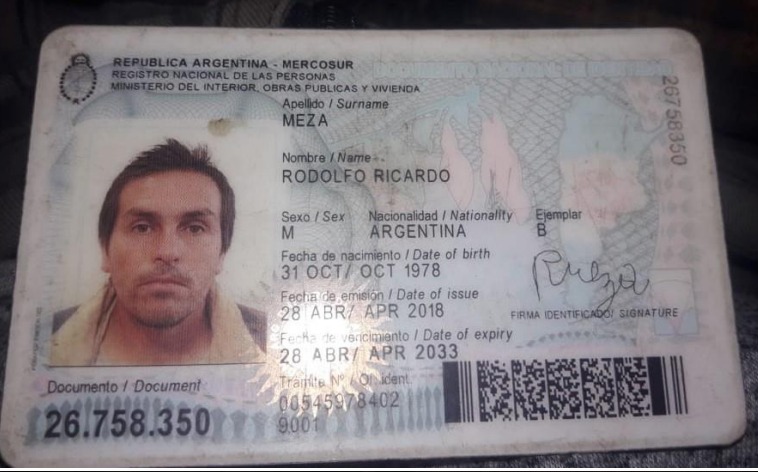 REPUBLICA ARGENTINA - MERCOSUR
REGISTRO NACIONAL DE LAS PERSONAS
MINISTERIO DEL INTERIOR, OBRAS PUBLICAS Y VIVIENDA
Apellido / Surname
MEZA
Nombre / Name
RODOLFO RICARDO
Sexo / Sex Nacionalidad / Nationality Ejemplar
M ARGENTINA B
Fecha de nacimiento / Date of birth
31 OCT/ OCT 1978
Fecha de emisión / Date of issue
28 ABR/ APR 2018
FIRMA IDENTIFICADO/ SIGNATURE
Fecha de vencimiento / Date of expiry
28 ABR/ APR 2033
Documento / Document
26.758.350
Trámite Nº / Of. Ident.
00545978402
9001
26758350